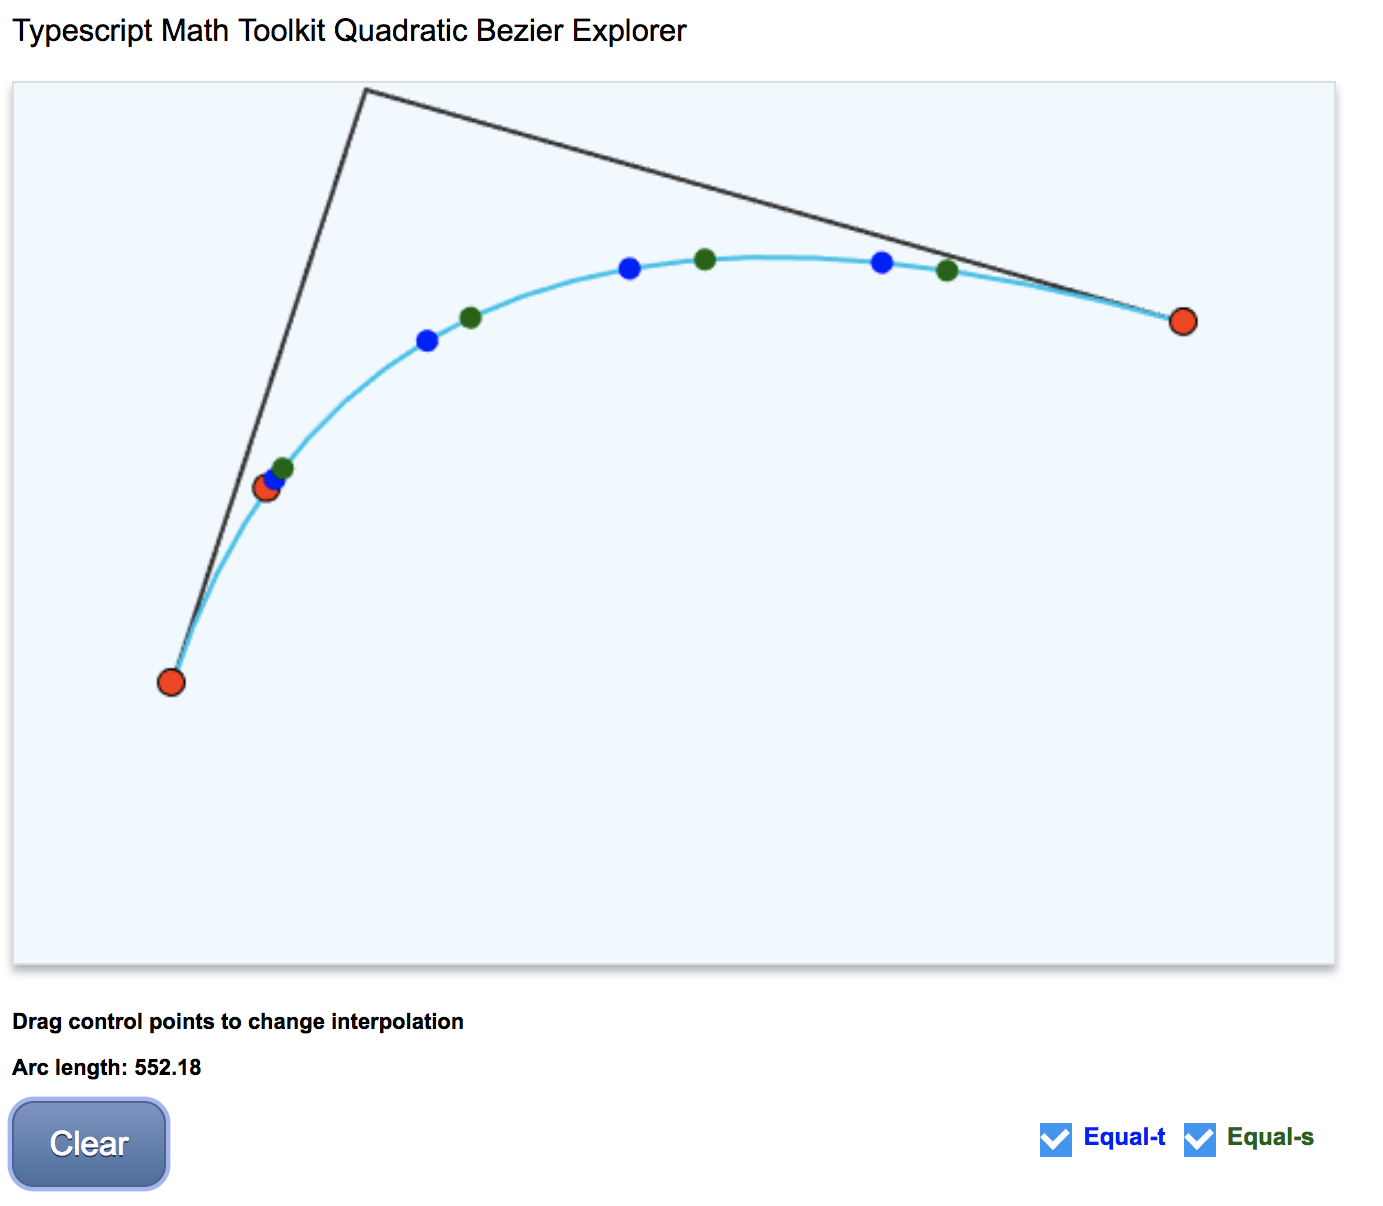 Typescript Math Toolkit Quadratic Bezier Explorer
Drag control points to change interpolation
Arc length: 552.18
Clear
Equal-t Equal-s